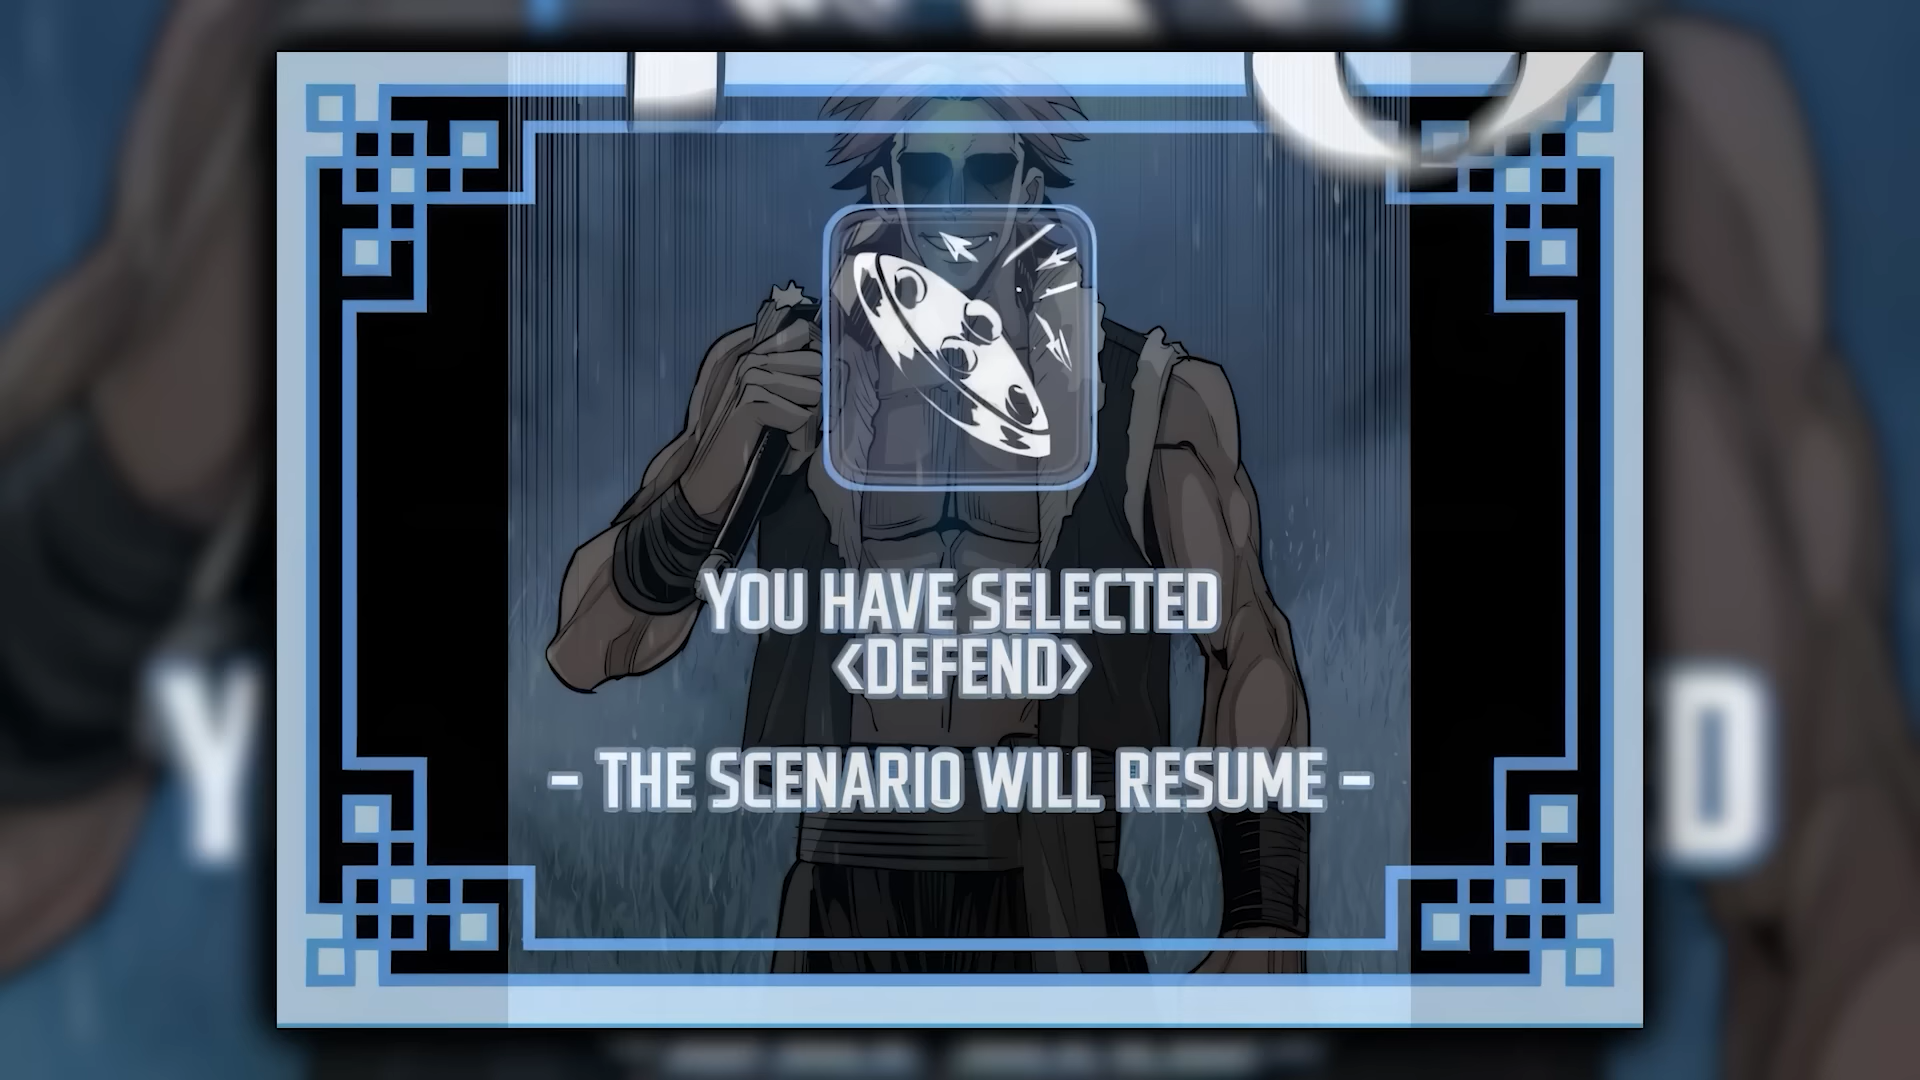 YOU HAVE SELECTED
<DEFEND>
- THE SCENARIO WILL RESUME -